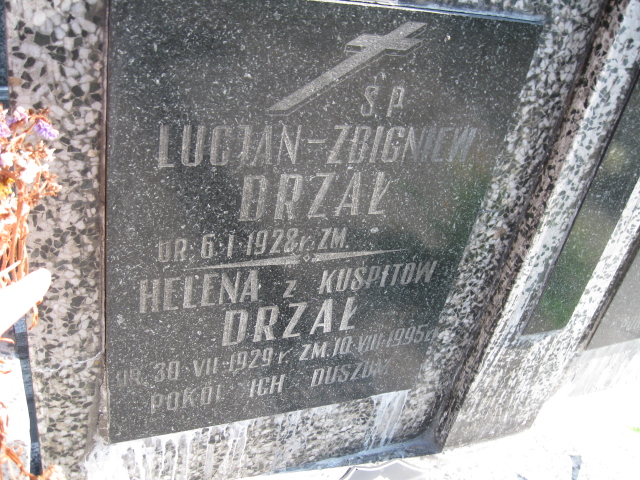 Ś.P.
LUCJAN-ZBIGNIEW
DRZAŁ
UR. 6·I·1928 r. ZM.
HELENA z KUSPITÓW
DRZAŁ
UR. 30·VII·1929 r. ZM. 10·VIII·1995 r.
POKÓJ ICH DUSZOM